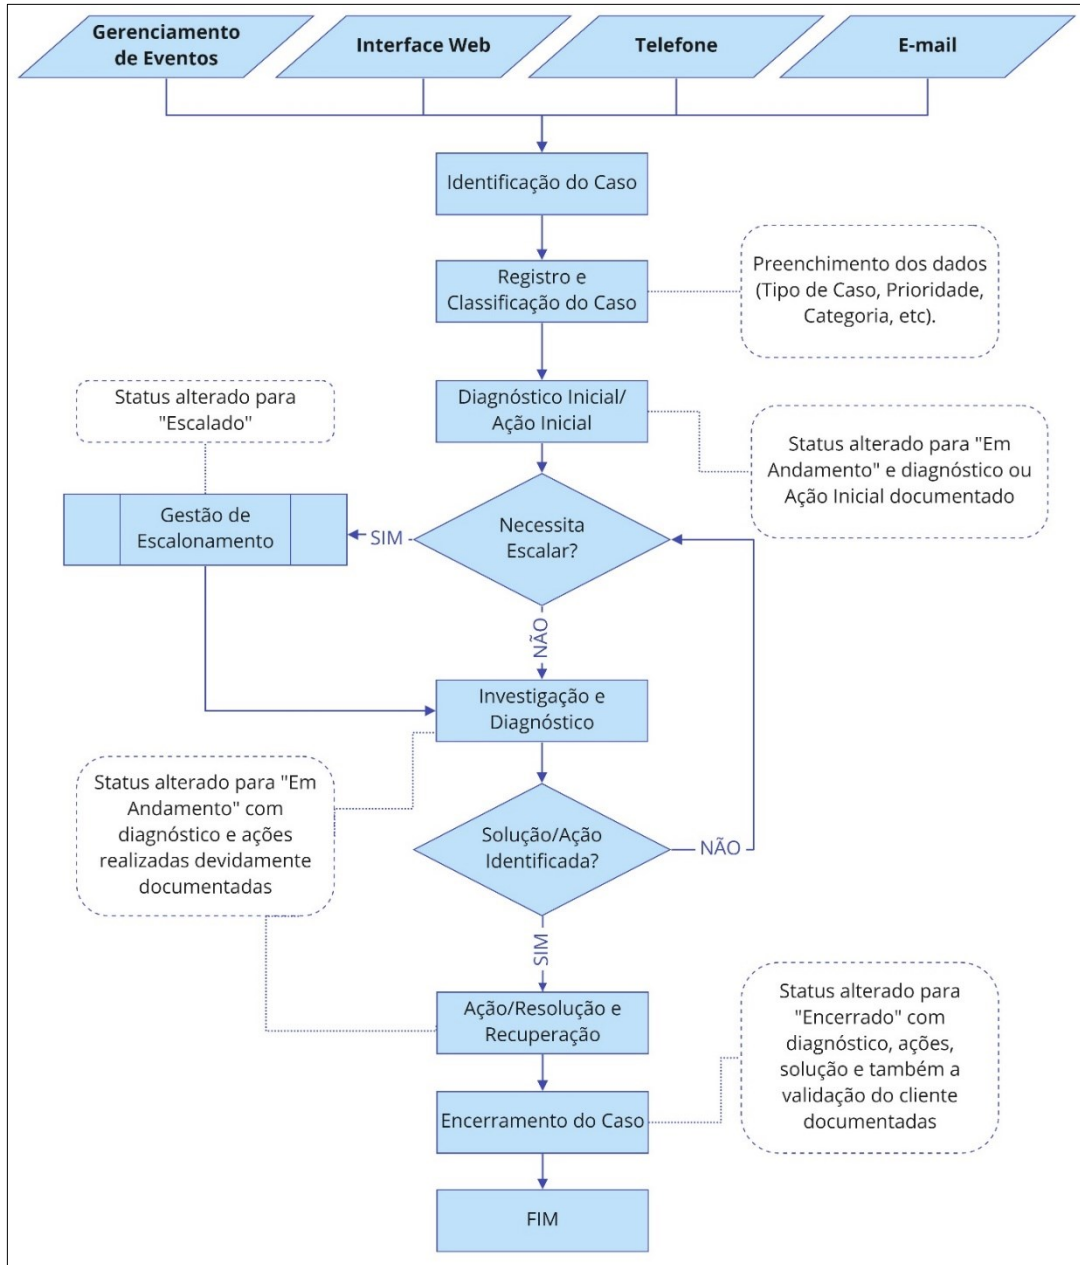 Gerenciamento
de Eventos
Interface Web
Telefone
E-mail
Identificação do Caso
Registro e
Classificação do Caso
Preenchimento dos dados
(Tipo de Caso, Prioridade,
Categoria, etc).
Diagnóstico Inicial/
Ação Inicial
Status alterado para
"Escalado"
Status alterado para "Em
Andamento" e diagnóstico ou
Ação Inicial documentado
Gestão de
Escalonamento
SIM
Necessita
Escalar?
NÃO
Investigação e
Diagnóstico
Status alterado para "Em
Andamento" com
diagnóstico e ações
realizadas devidamente
documentadas
Solução/Ação
Identificada?
NÃO
SIM
Ação/Resolução e
Recuperação
Status alterado para
"Encerrado" com
diagnóstico, ações,
solução e também a
validação do cliente
documentadas
Encerramento do Caso
FIM